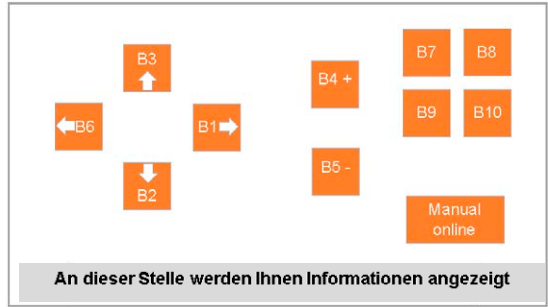 B3
B6
B1
B2
B4 +
B5 -
B7
B8
B9
B10
Manual
online
An dieser Stelle werden Ihnen Informationen angezeigt